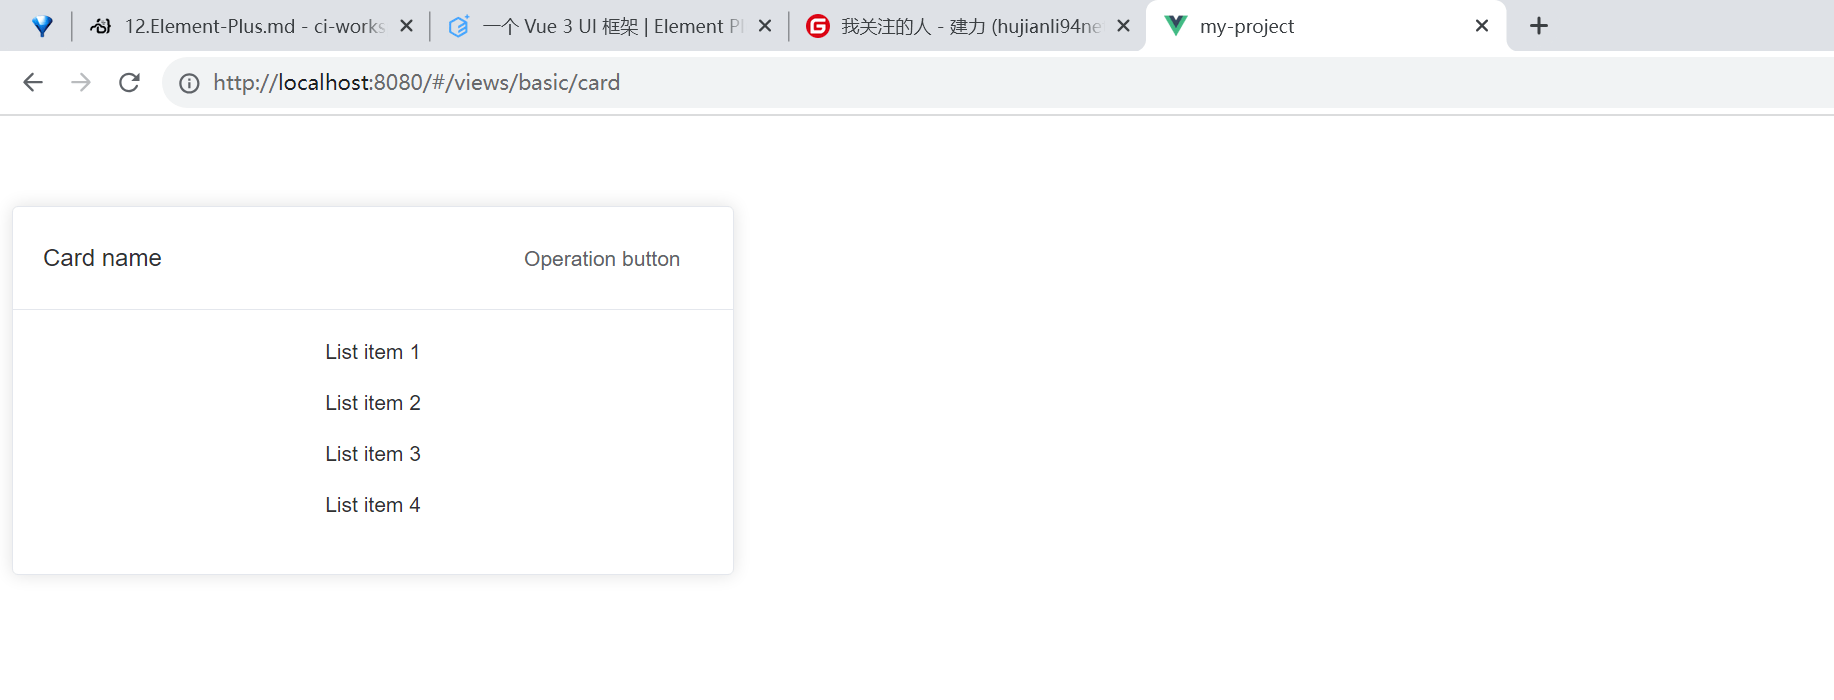 12.Element-Plus.md - ci-works
一个 Vue 3 UI 框架 | Element Pl
我关注的人 - 建力 (hujianli94ne
my-project
http://localhost:8080/#/views/basic/card
Card name
Operation button
List item 1
List item 2
List item 3
List item 4